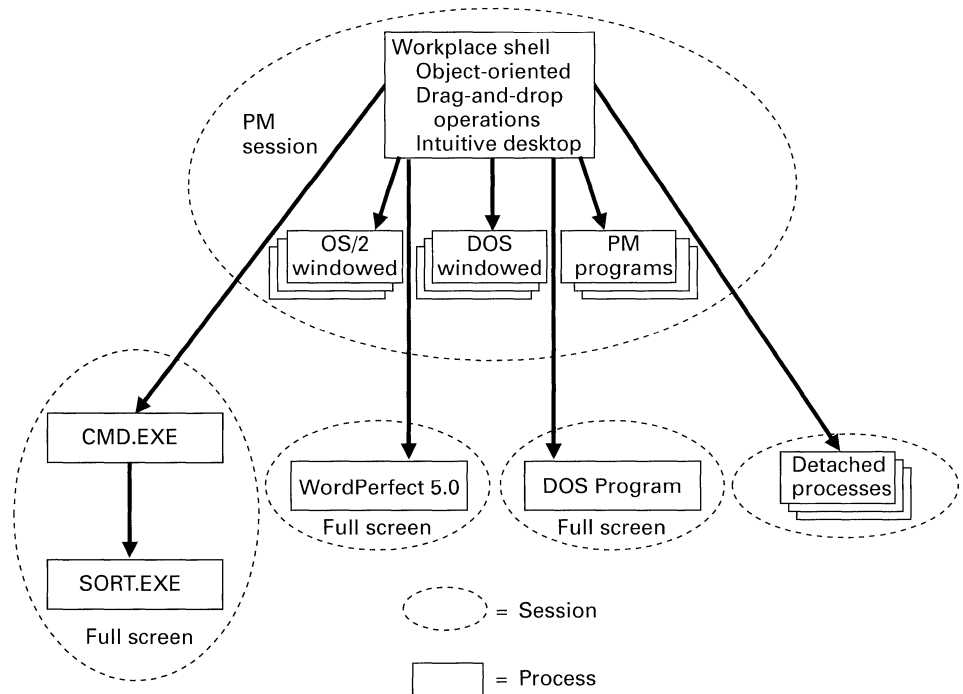 Workplace shell
Object-oriented
Drag-and-drop
operations
Intuitive desktop
PM
session
OS/2
windowed
DOS
windowed
PM
programs
CMD.EXE
SORT.EXE
Full screen
WordPerfect 5.0
Full screen
DOS Program
Full screen
Detached
processes
= Session
= Process